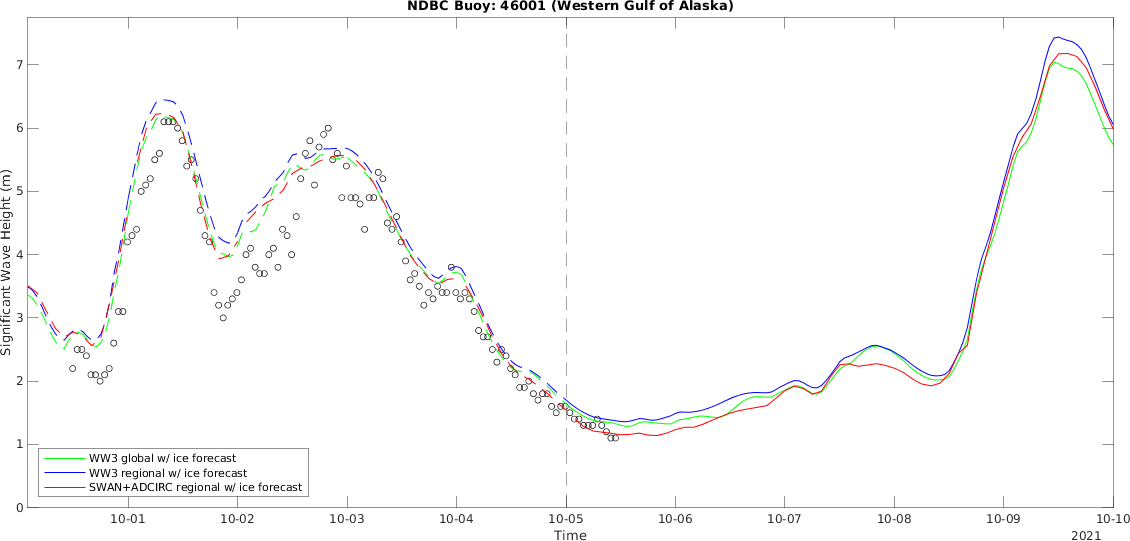 NDBC Buoy: 46001 (Western Gulf of Alaska)
Significant Wave Height (m)
7
6
5
4
3
2
1
0
WW3 global w/ ice forecast
WW3 regional w/ ice forecast
SWAN+ADCIRC regional w/ ice forecast
10-01 10-02 10-03 10-04 10-05 10-06 10-07 10-08 10-09 10-10
Time
2021